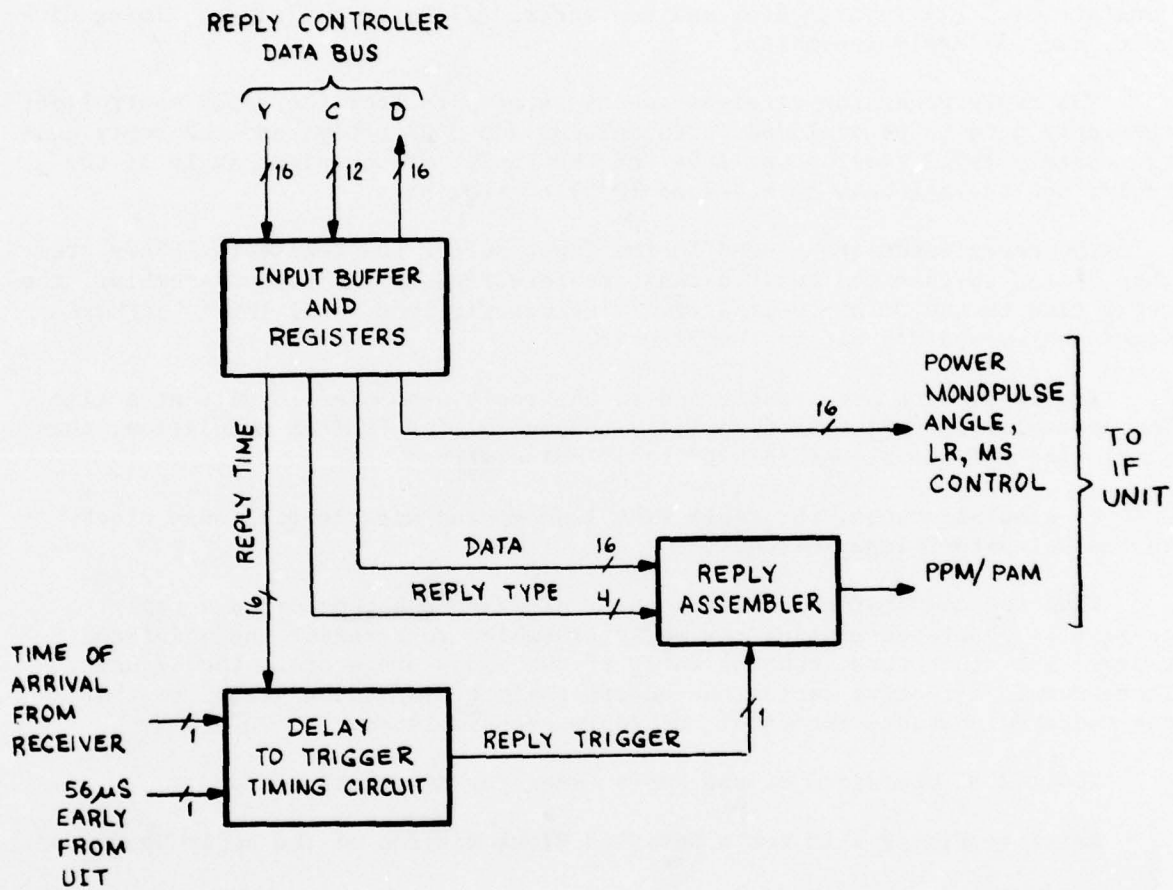 REPLY CONTROLLER
DATA BUS
Y C D
16 12 16
INPUT BUFFER
AND
REGISTERS
POWER
MONOPULSE
ANGLE,
LR, MS
CONTROL
16
TO
IF
UNIT
REPLY TIME
16
DATA 16
REPLY TYPE 4
REPLY
ASSEMBLER
PPM/PAM
TIME OF
ARRIVAL
FROM
RECEIVER
1
DELAY
TO TRIGGER
TIMING CIRCUIT
REPLY TRIGGER
1
56μS
EARLY
FROM
UIT
1